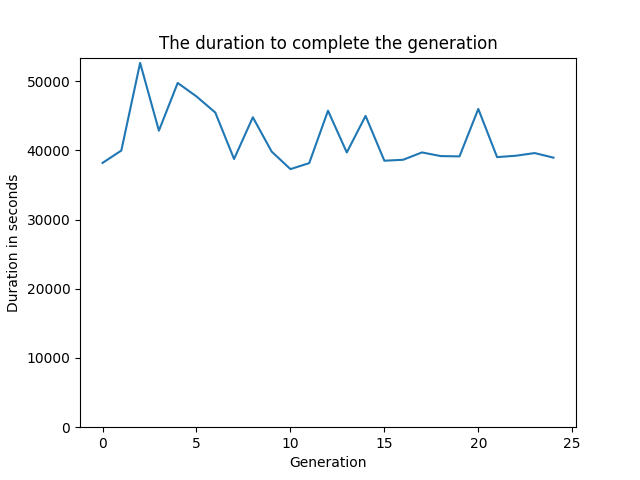 The duration to complete the generation
Duration in seconds
50000
40000
30000
20000
10000
0
0 5 10 15 20 25
Generation